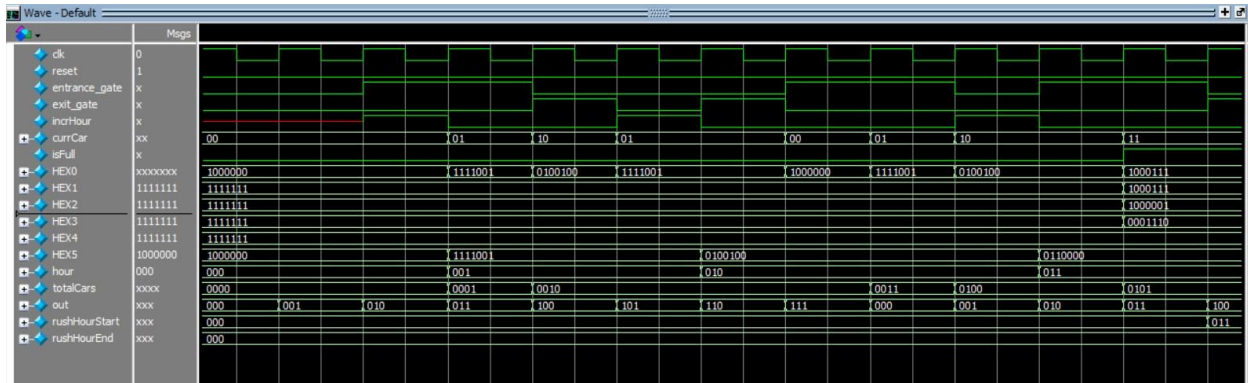 Wave - Default
Msgs
clk 0
reset 1
entrance_gate x
exit_gate x
incrHour x
currCar xx 00 01 10 01 00 01 10 11
isFull x
HEX0 xxxxxxx 1000000 1111001 0100100 1111001 1000000 1111001 0100100 1000111
HEX1 1111111 1111111 1000111
HEX2 1111111 1111111 1000001
HEX3 1111111 1111111 0001110
HEX4 1111111 1111111
HEX5 1000000 1000000 1111001 0100100 0110000
hour 000 000 001 010 011
totalCars xxxx 0000 0001 0010 0011 0100 0101
out xxx 000 001 010 011 100 101 110 111 000 001 010 011 100
rushHourStart xxx 000 011
rushHourEnd xxx 000